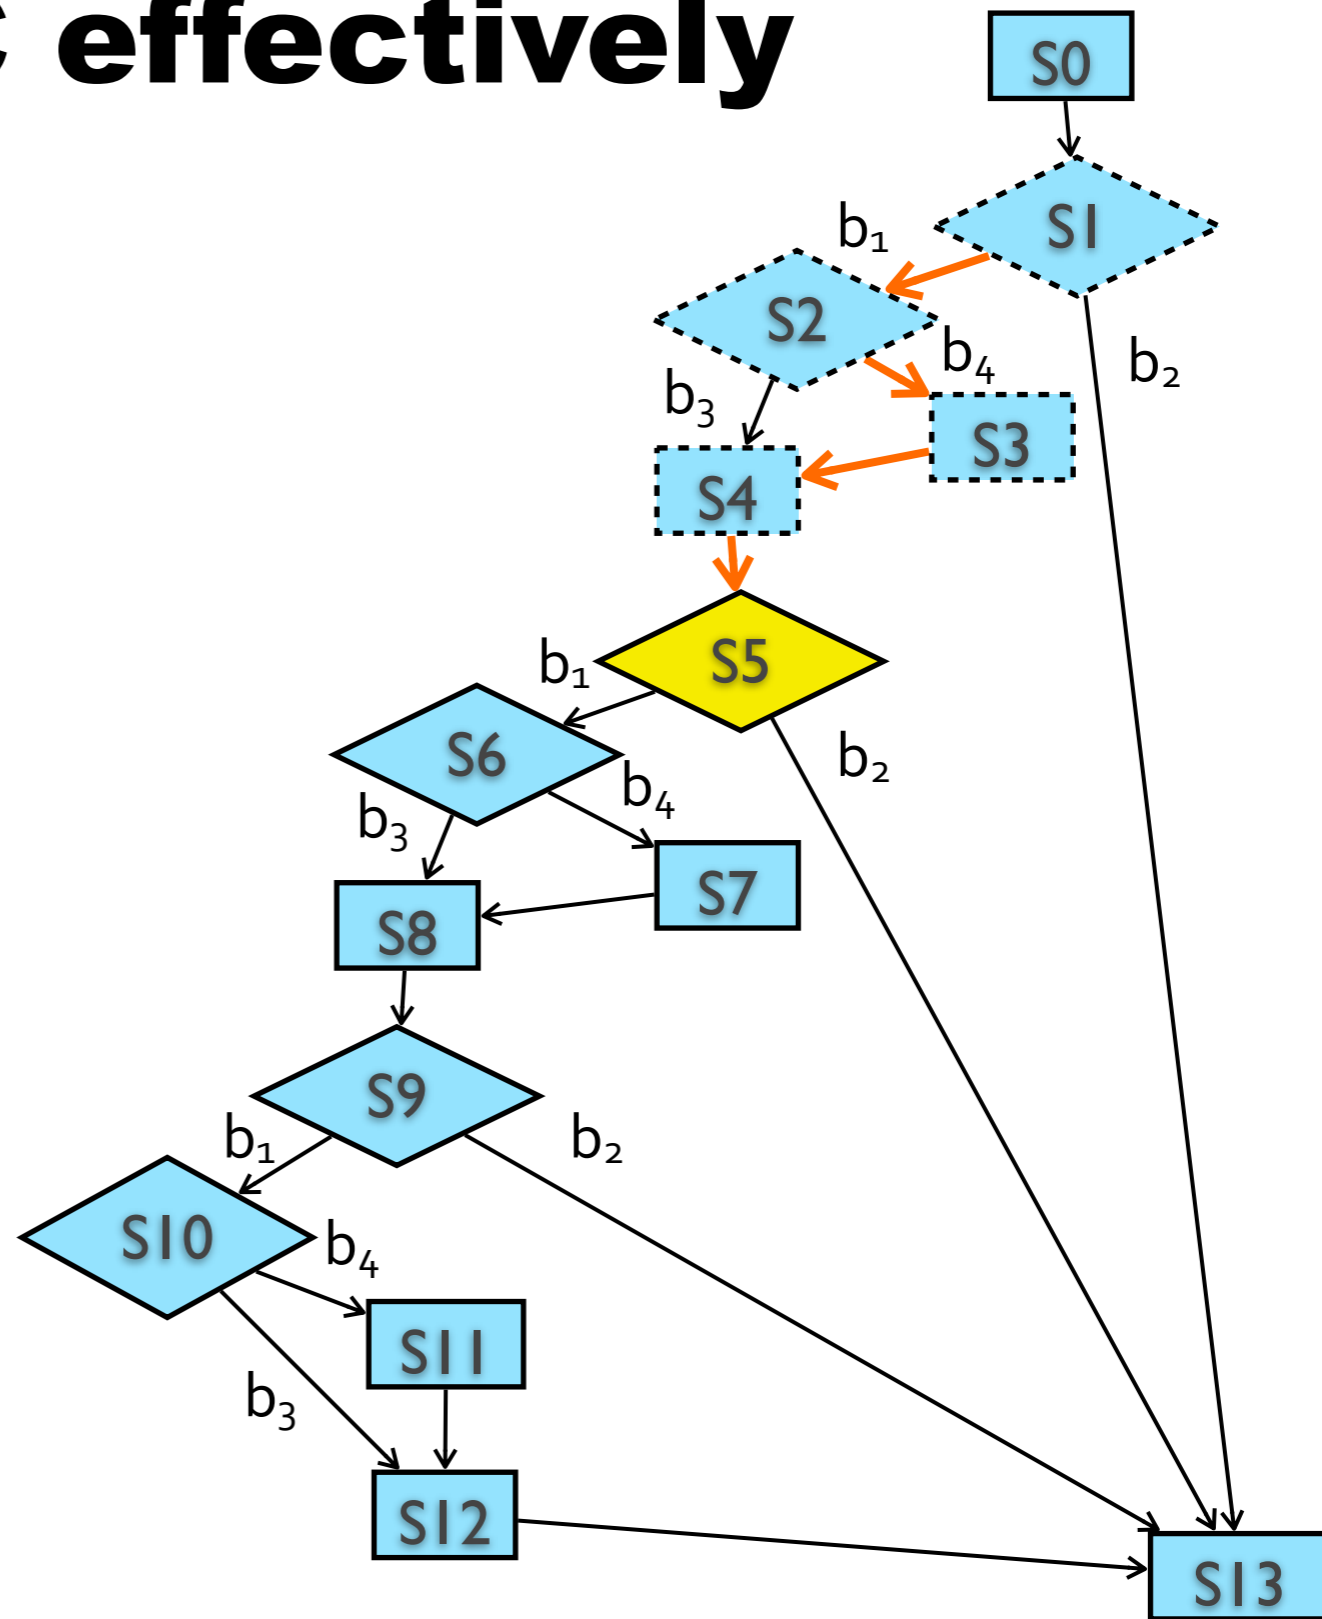 effectively
S0
S1
b₁
S2
b₄
b₂
b₃
S3
S4
S5
b₁
S6
b₂
b₄
b₃
S7
S8
S9
b₁
b₂
S10
b₄
S11
b₃
S12
S13